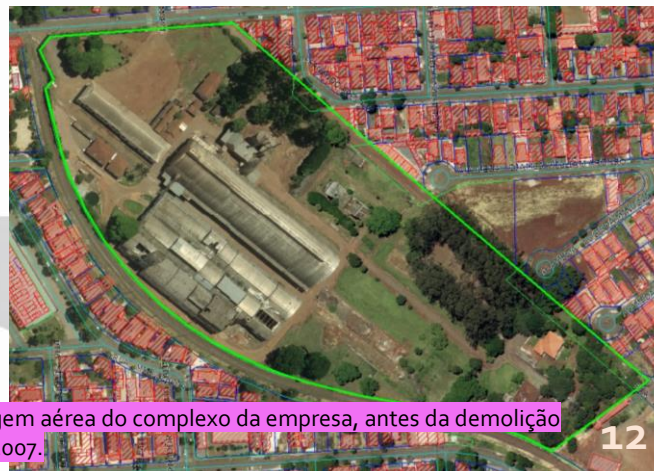 gem aérea do complexo da empresa, antes da demolição
007.
12